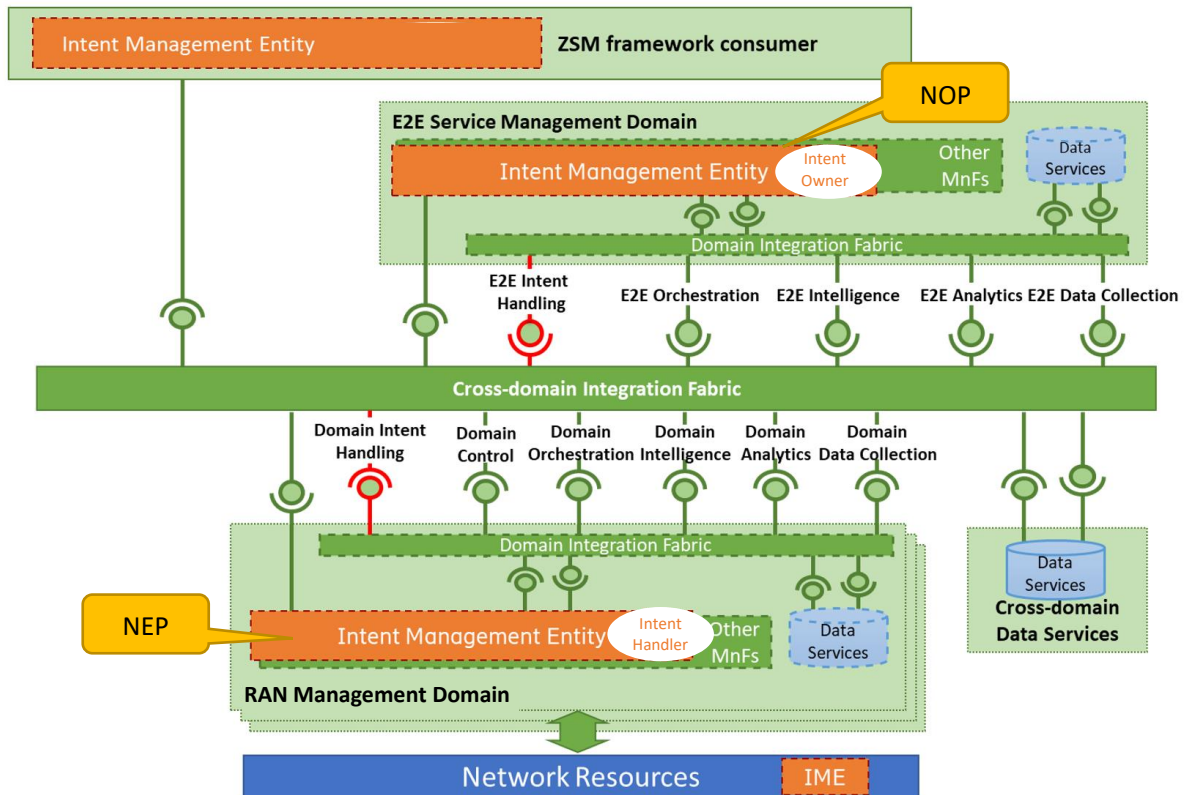 Intent Management Entity
ZSM framework consumer
NOP
E2E Service Management Domain
Intent Management Entity
Intent
Owner
Other
MnFs
Data
Services
Domain Integration Fabric
E2E Intent
Handling
E2E Orchestration
E2E Intelligence
E2E Analytics
E2E Data Collection
Cross-domain Integration Fabric
Domain Intent
Handling
Domain
Control
Domain
Orchestration
Domain
Intelligence
Domain
Analytics
Domain
Data Collection
Domain Integration Fabric
NEP
Intent Management Entity
Intent
Handler
Other
MnFs
Data
Services
RAN Management Domain
Data
Services
Cross-domain
Data Services
Network Resources
IME